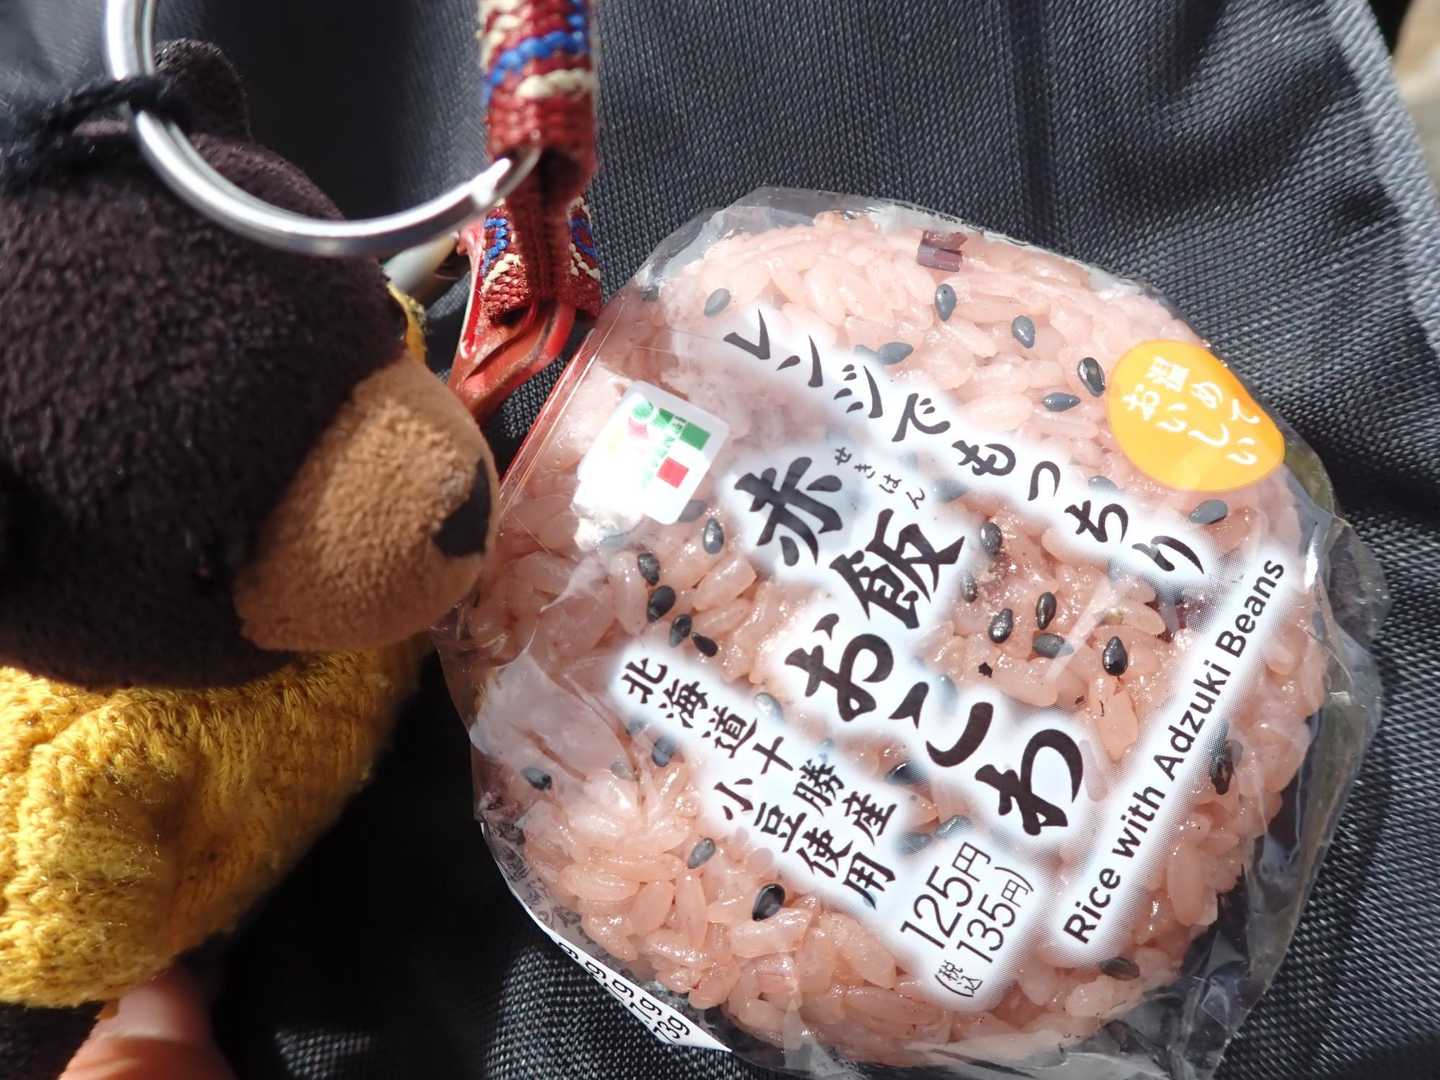 温めて
おいしい
レンジでもっちり
せきはん
赤飯
おこわ
北海道十勝産
小豆使用
125円
(税込135円)
Rice with Adzuki Beans